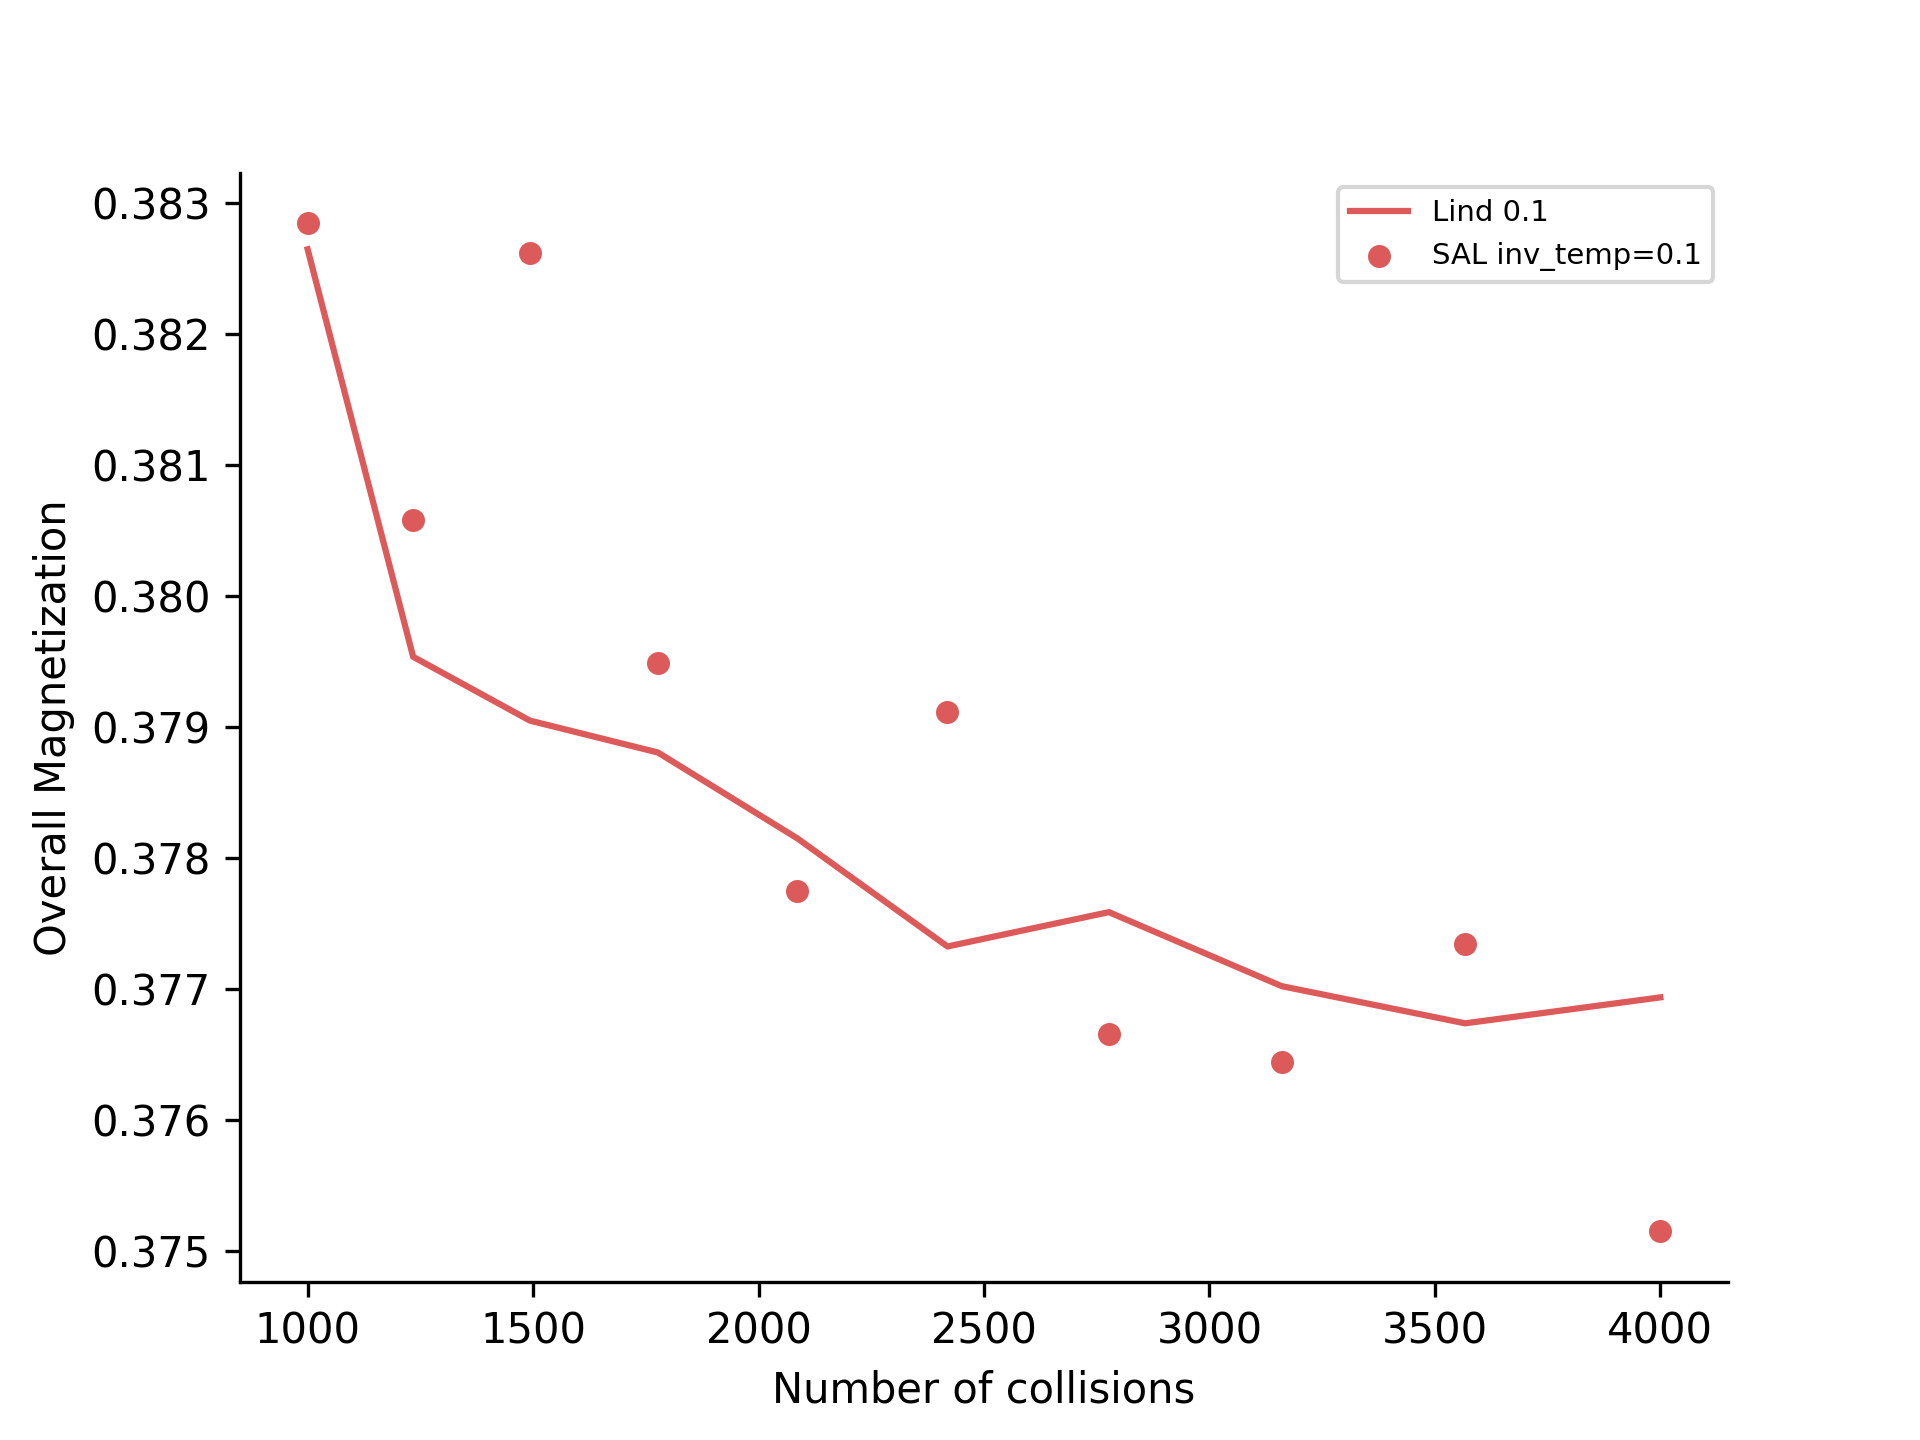 Lind 0.1
SAL inv_temp=0.1
Overall Magnetization
0.383
0.382
0.381
0.380
0.379
0.378
0.377
0.376
0.375
1000 1500 2000 2500 3000 3500 4000
Number of collisions